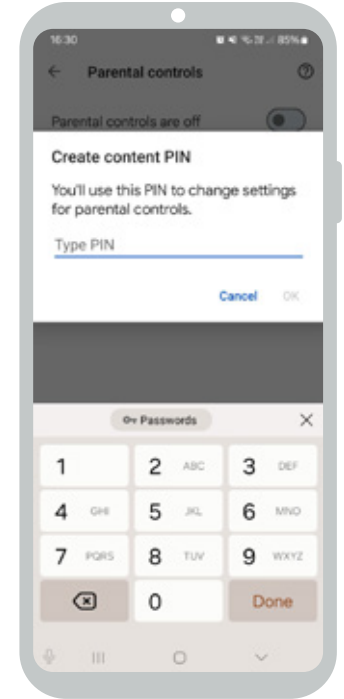 16:30
85%
Parental controls
Parental controls are off
Create content PIN
You'll use this PIN to change settings
for parental controls.
Type PIN
Cancel OK
Passwords
1 2 ABC 3 DEF
4 GHI 5 JKL 6 MNO
7 PQRS 8 TUV 9 WXYZ
0 Done